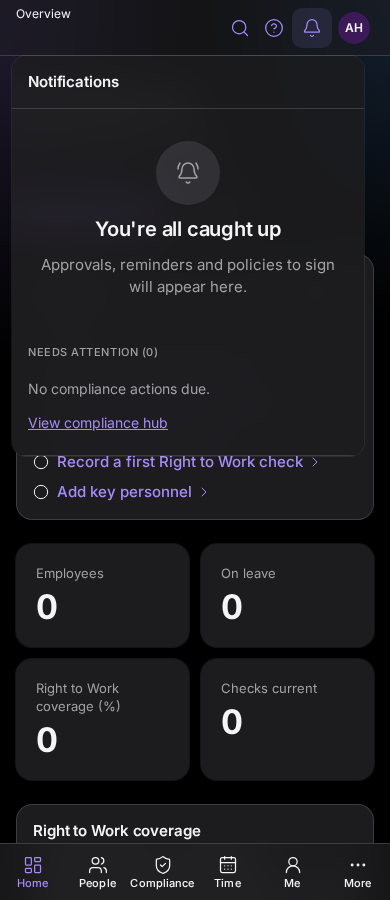 Overview
AH
Notifications
You're all caught up
Approvals, reminders and policies to sign
will appear here.
NEEDS ATTENTION (0)
No compliance actions due.
View compliance hub
Record a first Right to Work check
Add key personnel
Employees
0
On leave
0
Right to Work
coverage (%)
0
Checks current
0
Right to Work coverage
Home
People
Compliance
Time
Me
More